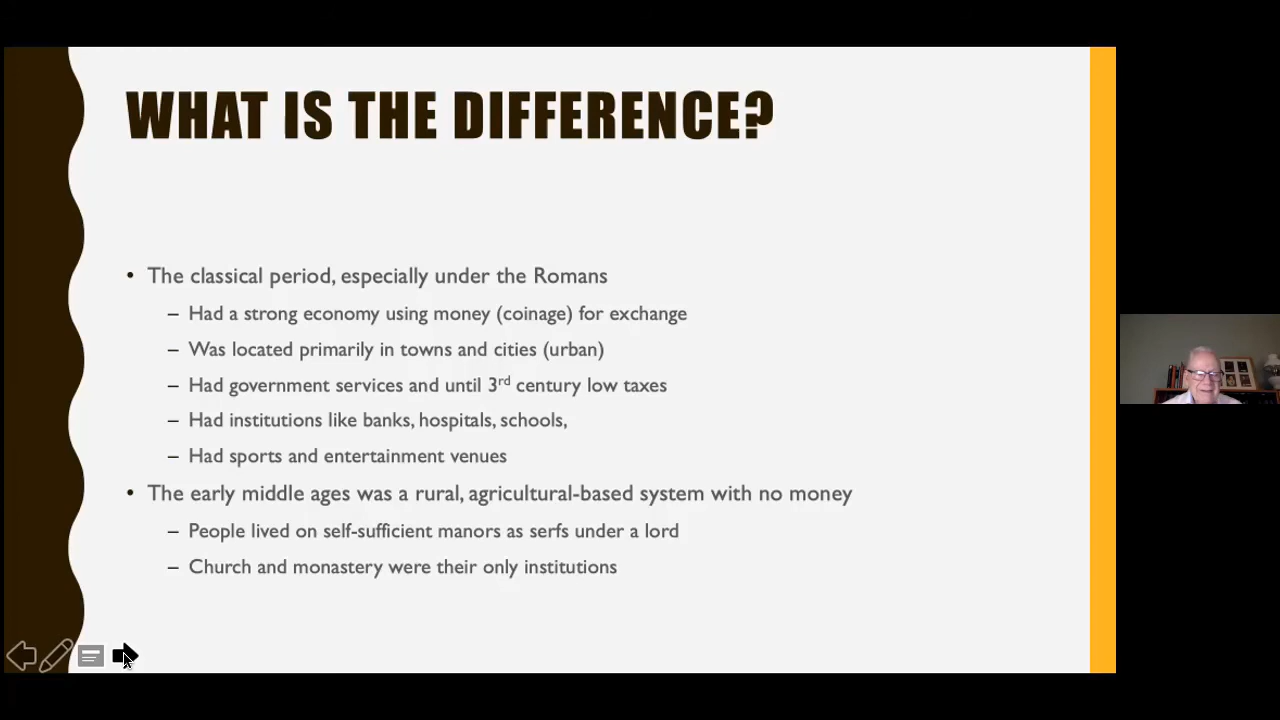 WHAT IS THE DIFFERENCE?
• The classical period, especially under the Romans
– Had a strong economy using money (coinage) for exchange
– Was located primarily in towns and cities (urban)
– Had government services and until 3rd century low taxes
– Had institutions like banks, hospitals, schools,
– Had sports and entertainment venues
• The early middle ages was a rural, agricultural-based system with no money
– People lived on self-sufficient manors as serfs under a lord
– Church and monastery were their only institutions